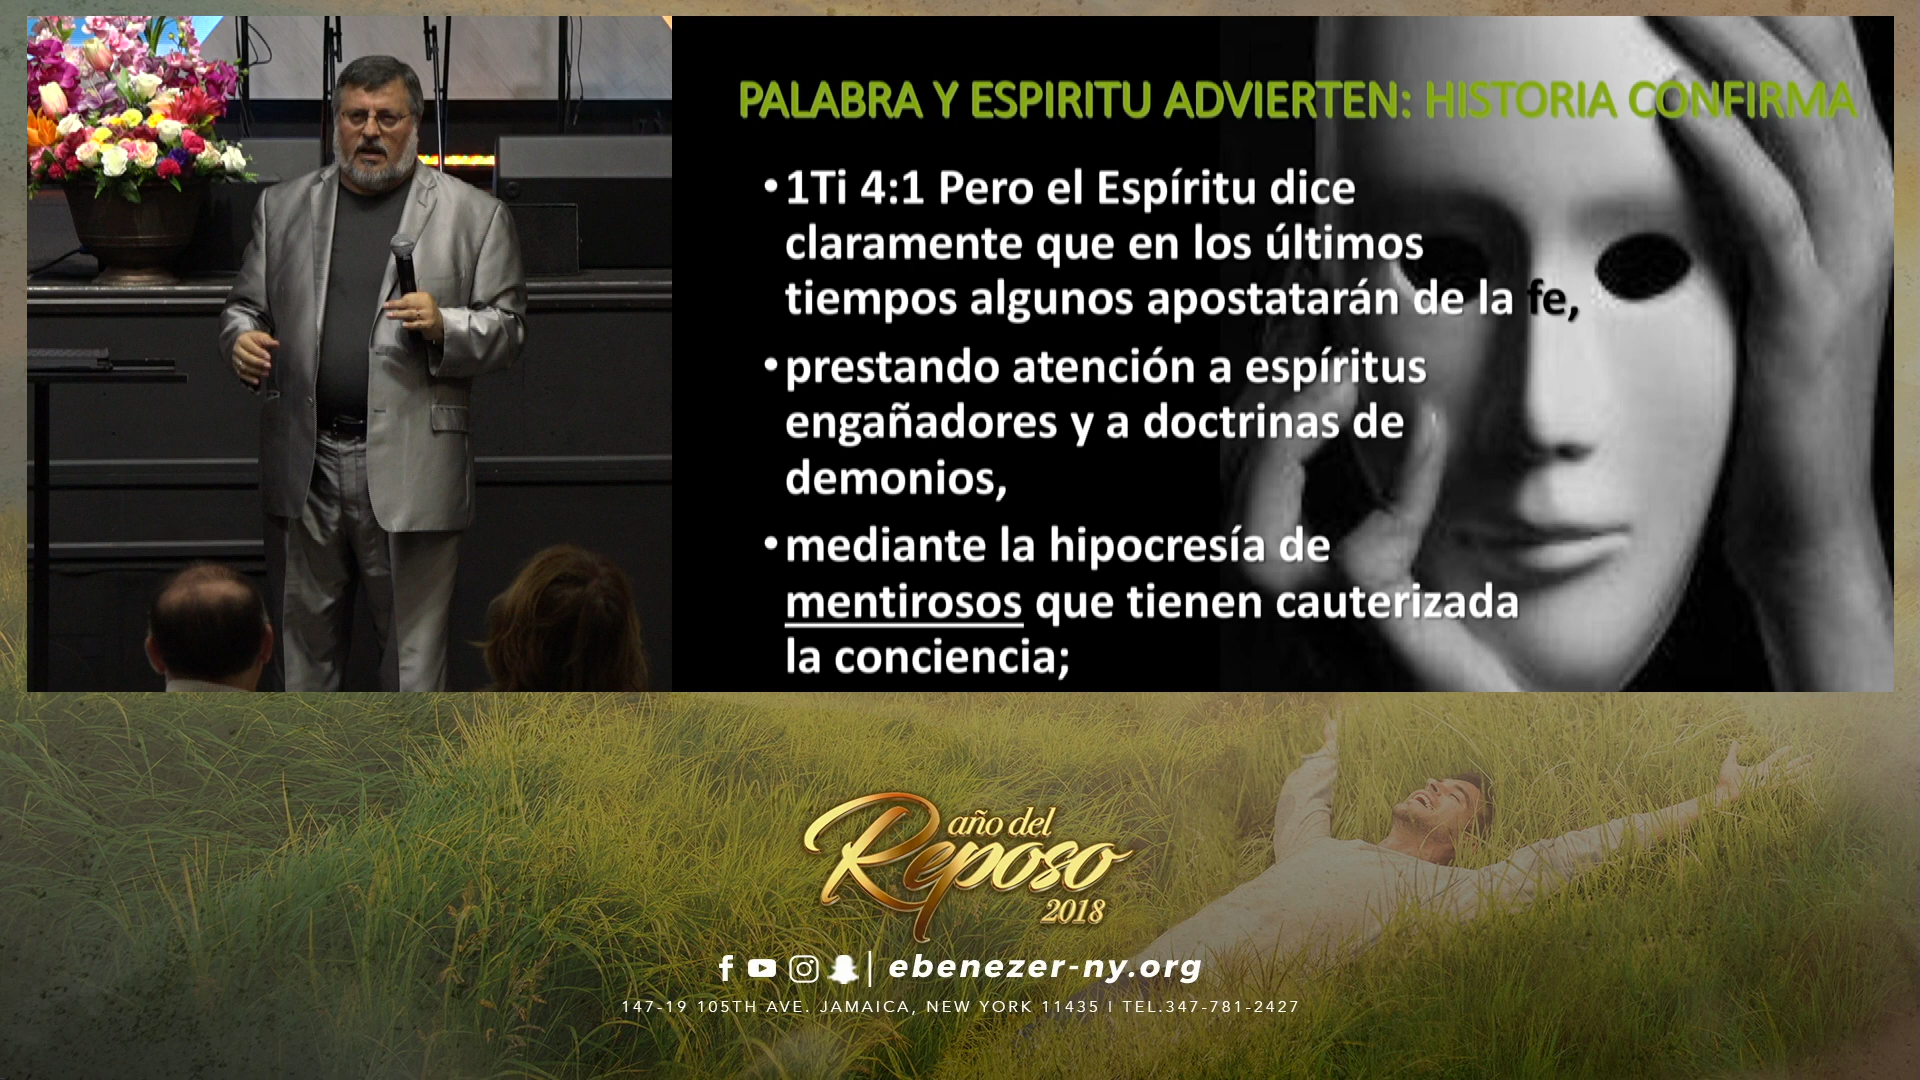 PALABRA Y ESPIRITU ADVIERTEN: HISTORIA CONFIRMA
•1Ti 4:1 Pero el Espíritu dice
claramente que en los últimos
tiempos algunos apostatarán de la fe,
•prestando atención a espíritus
engañadores y a doctrinas de
demonios,
•mediante la hipocresía de
mentirosos que tienen cauterizada
la conciencia;
año del
Reposo
2018
ebenezer-ny.org
147-19 105TH AVE. JAMAICA, NEW YORK 11435 | TEL.347-781-2427